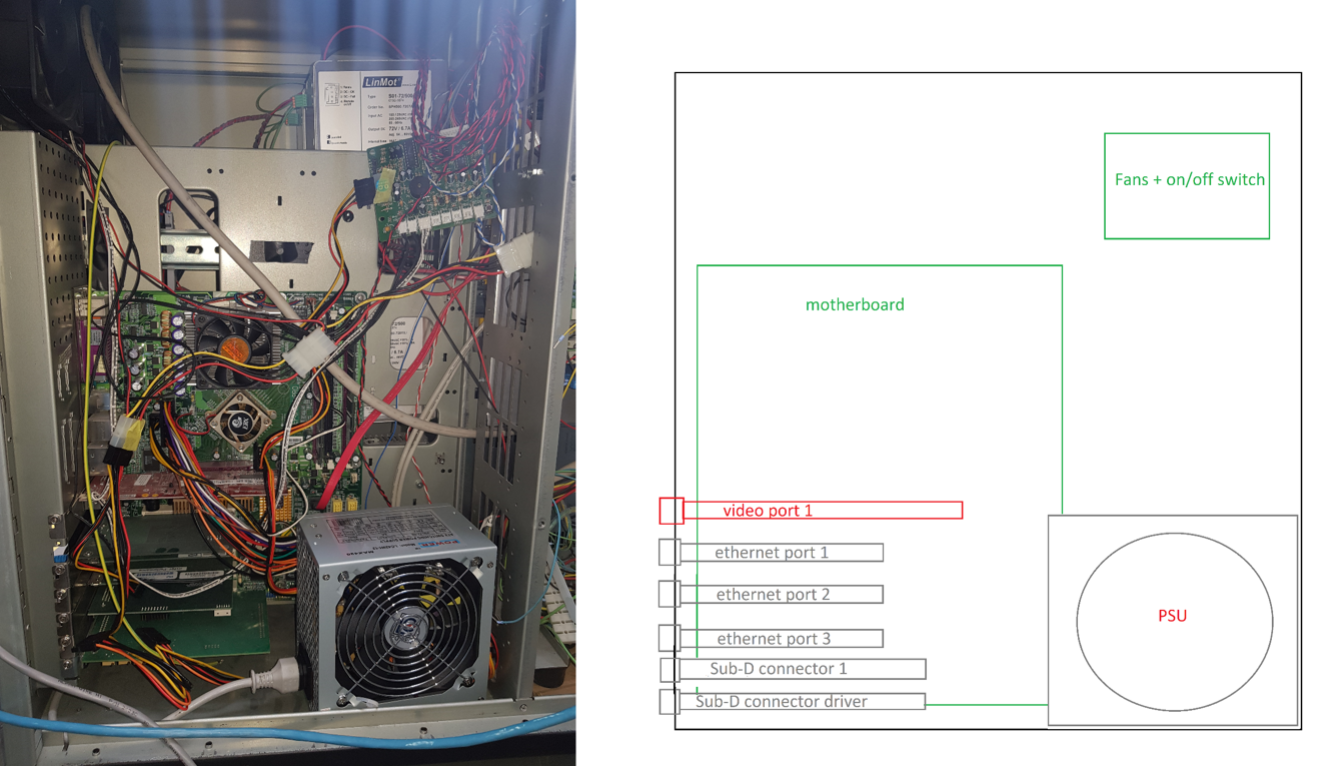 LinMot®
Fans + on/off switch
motherboard
video port 1
ethernet port 1
ethernet port 2
ethernet port 3
Sub-D connector 1
Sub-D connector driver
PSU